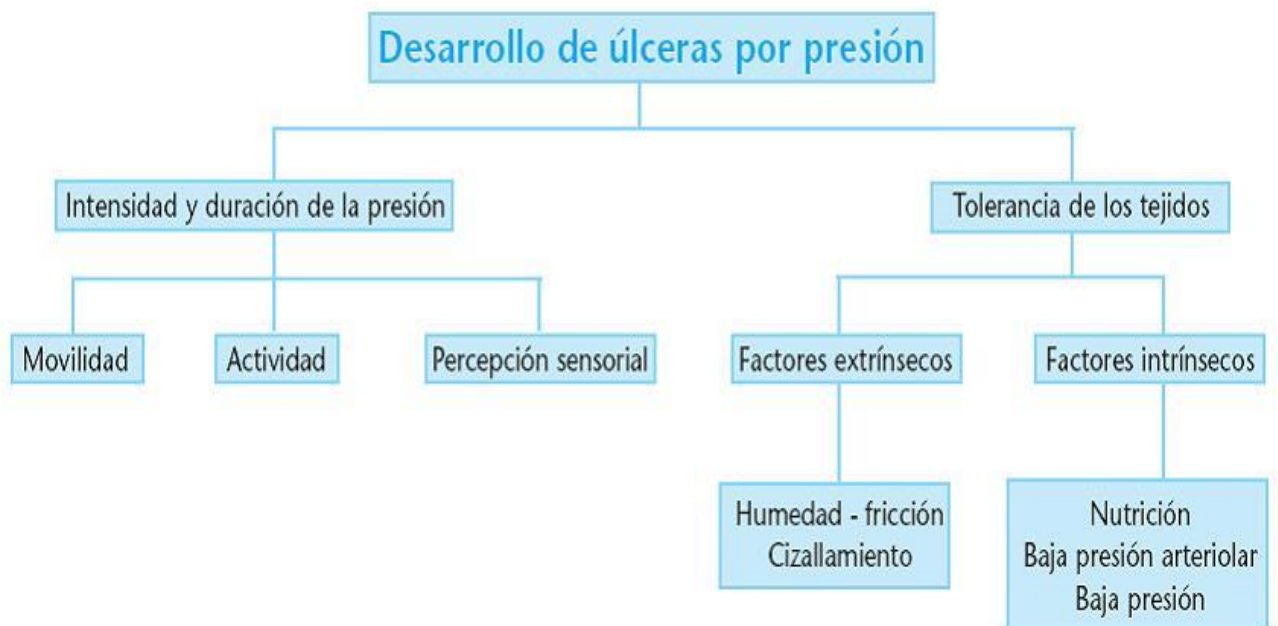 Desarrollo de úlceras por presión
Intensidad y duración de la presión
Tolerancia de los tejidos
Movilidad
Actividad
Percepción sensorial
Factores extrínsecos
Factores intrínsecos
Humedad - fricción
Cizallamiento
Nutrición
Baja presión arteriolar
Baja presión